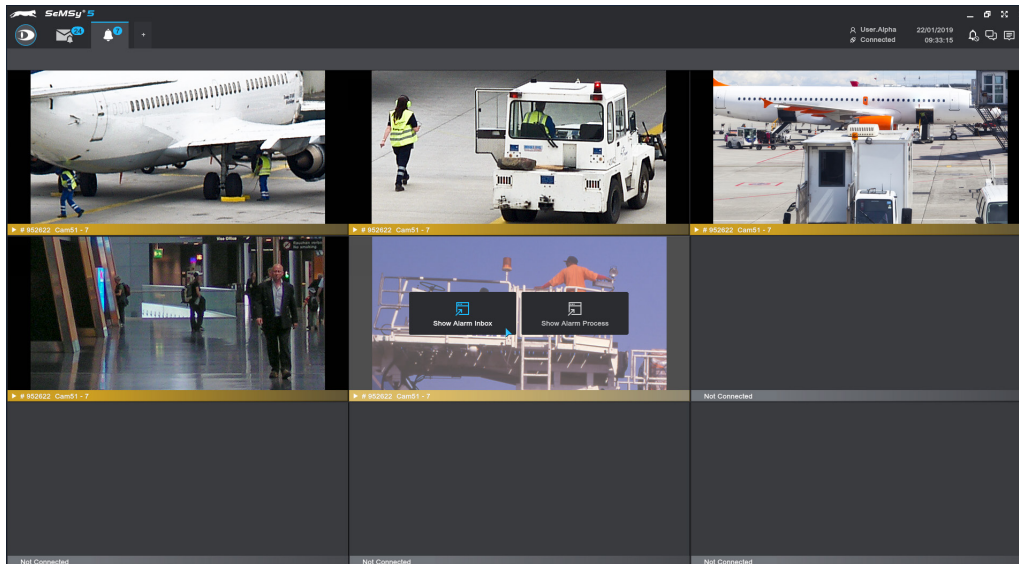 SeMSy® 5
24
7
+
User.Alpha
Connected
22/01/2019
09:33:15
# 952622 Cam51 - 7
# 952622 Cam51 - 7
# 952622 Cam51 - 7
Show Alarm Inbox
Show Alarm Process
# 952622 Cam51 - 7
# 952622 Cam51 - 7
Not Connected
Not Connected
Not Connected
Not Connected